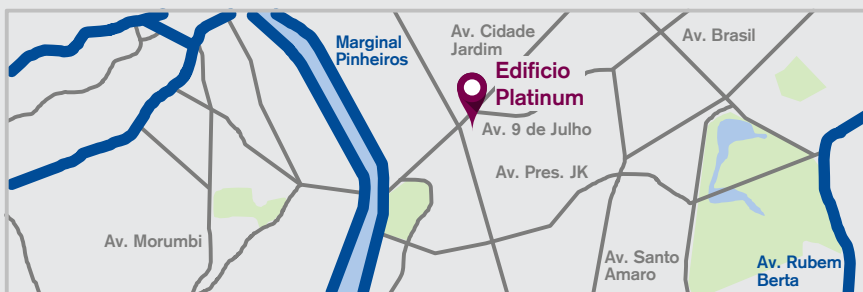 Av. Cidade
Jardim
Av. Brasil
Marginal
Pinheiros
Edificio
Platinum
Av. 9 de Julho
Av. Pres. JK
Av. Morumbi
Av. Santo
Amaro
Av. Rubem
Berta